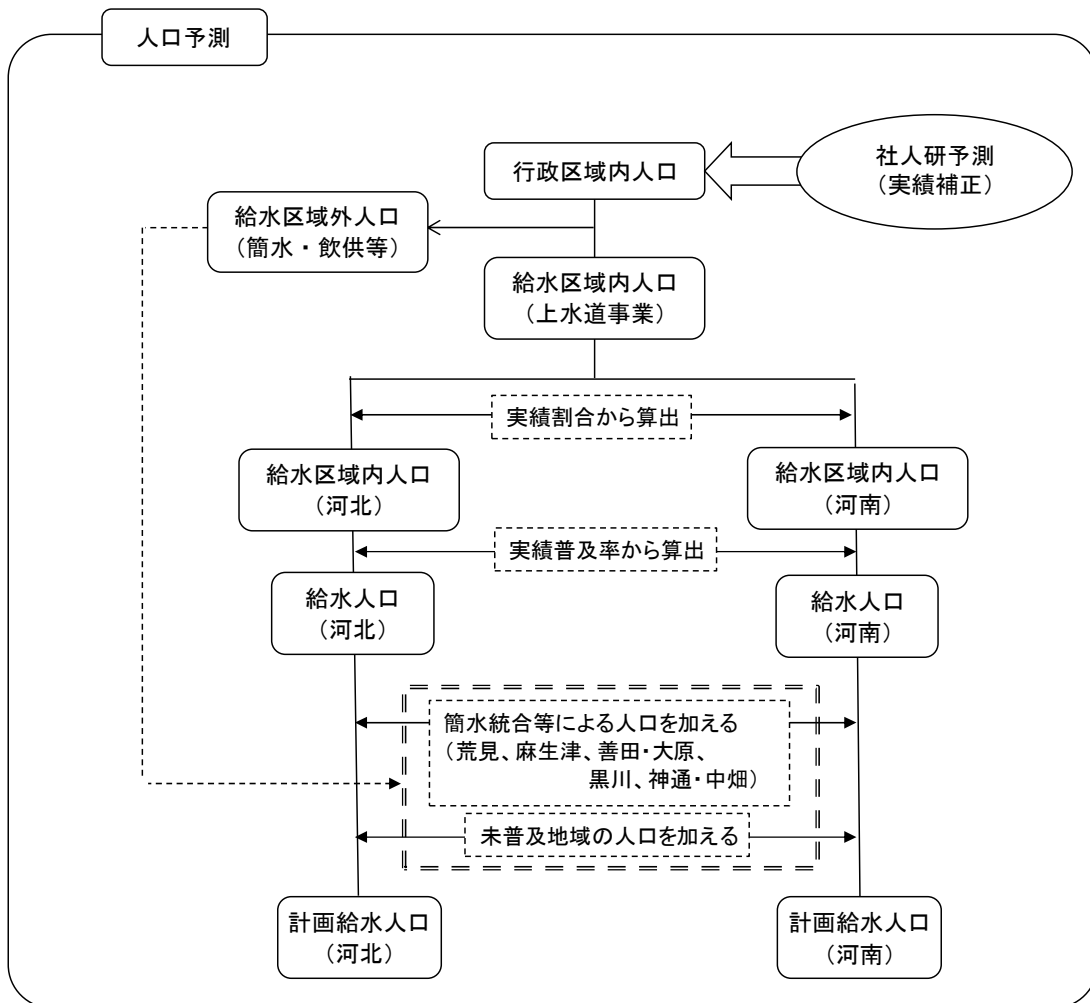 人口予測
社人研予測
(実績補正)
行政区域内人口
給水区域外人口
(簡水・飲供等)
給水区域内人口
(上水道事業)
実績割合から算出
給水区域内人口
(河北)
給水区域内人口
(河南)
実績普及率から算出
給水人口
(河北)
給水人口
(河南)
簡水統合等による人口を加える
(荒見、麻生津、善田・大原、
黒川、神通・中畑)
未普及地域の人口を加える
計画給水人口
(河北)
計画給水人口
(河南)